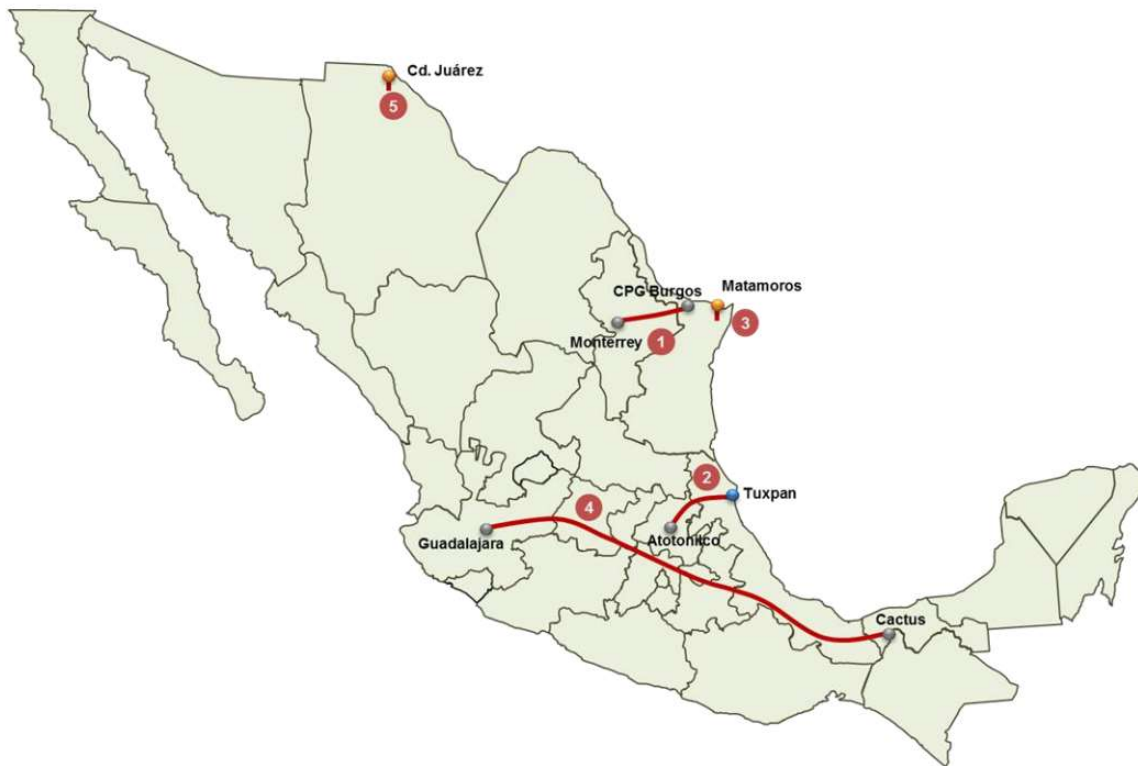 Cd. Juárez
5
CPG Burgos
Matamoros
3
Monterrey
1
2
Tuxpan
4
Guadalajara
Atotonilco
Cactus